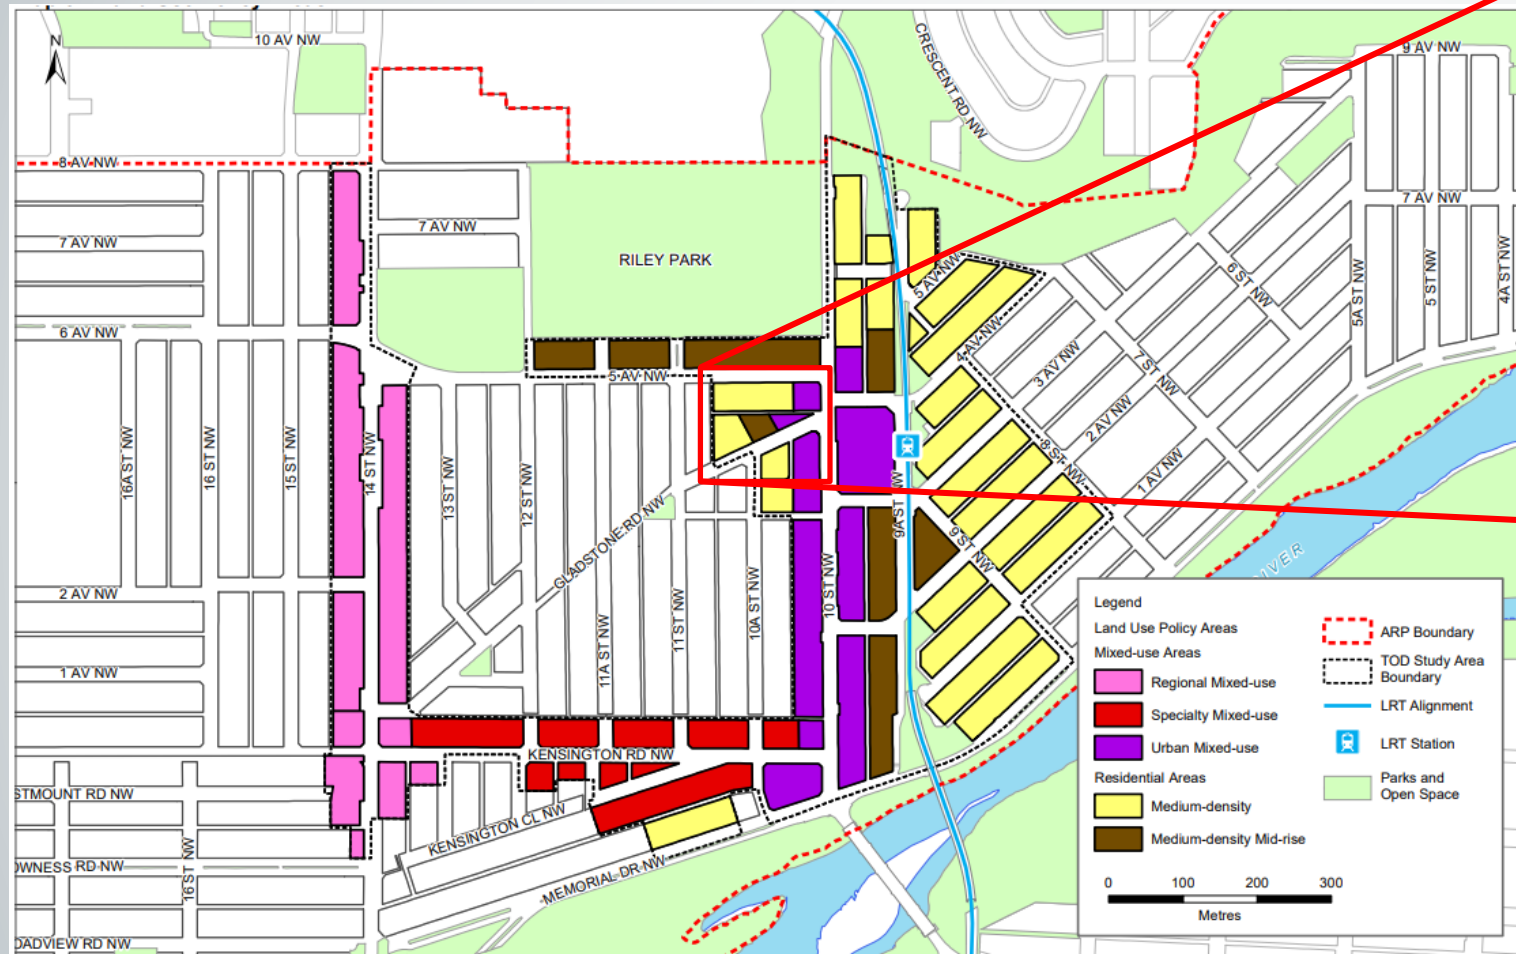 10 AV NW
N
CRESCENT RD NW
9 AV NW
8 AV NW
7 AV NW
7 AV NW
7 AV NW
RILEY PARK
5 AV NW
6 ST NW
5A ST NW
5 ST NW
4A ST NW
6 AV NW
4 AV NW
3 AV NW
7 ST NW
5 AV NW
2 AV NW
8 ST NW
1 AV NW
16A ST NW
16 ST NW
15 ST NW
14 ST NW
13 ST NW
12 ST NW
GLADSTONE RD NW
9A ST NW
9 ST NW
2 AV NW
11A ST NW
11 ST NW
10A ST NW
10 ST NW
1 AV NW
KENSINGTON RD NW
STMOUNT RD NW
KENSINGTON CL NW
MEMORIAL DR NW
OWNESS RD NW
16 ST NW
OADVIEW RD NW
IVER
Legend
Land Use Policy Areas
Mixed-use Areas
Regional Mixed-use
Specialty Mixed-use
Urban Mixed-use
Residential Areas
Medium-density
Medium-density Mid-rise
ARP Boundary
TOD Study Area
Boundary
LRT Alignment
LRT Station
Parks and
Open Space
0 100 200 300
Metres